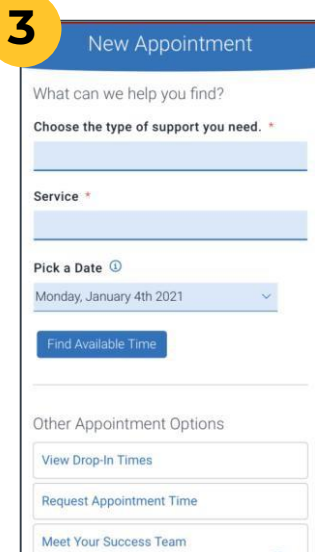 3
New Appointment
What can we help you find?
Choose the type of support you need. *
Service *
Pick a Date ⓘ
Monday, January 4th 2021
Find Available Time
Other Appointment Options
View Drop-In Times
Request Appointment Time
Meet Your Success Team